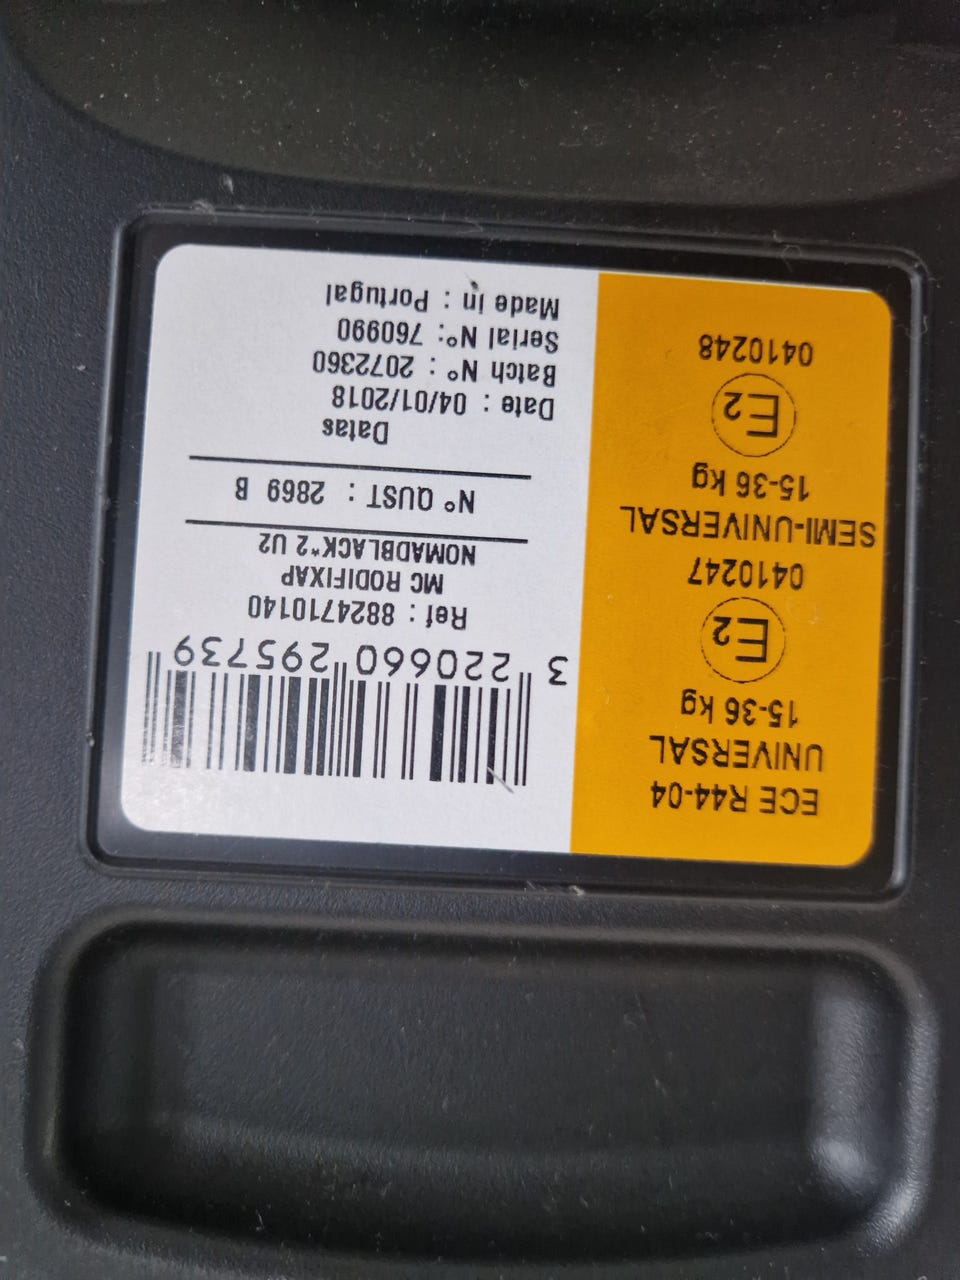 ECE R44-04
UNIVERSAL
15-36 kg
E2
0410247
SEMI-UNIVERSAL
15-36 kg
E2
0410248
3 220660 295739
Ref : 8824710140
MC RODIFIXAP
NOMADBLACK*2 U2
N° QUST : 2869 B
Datas
Date : 04/01/2018
Batch N° : 2072360
Serial N°: 760990
Made in : Portugal